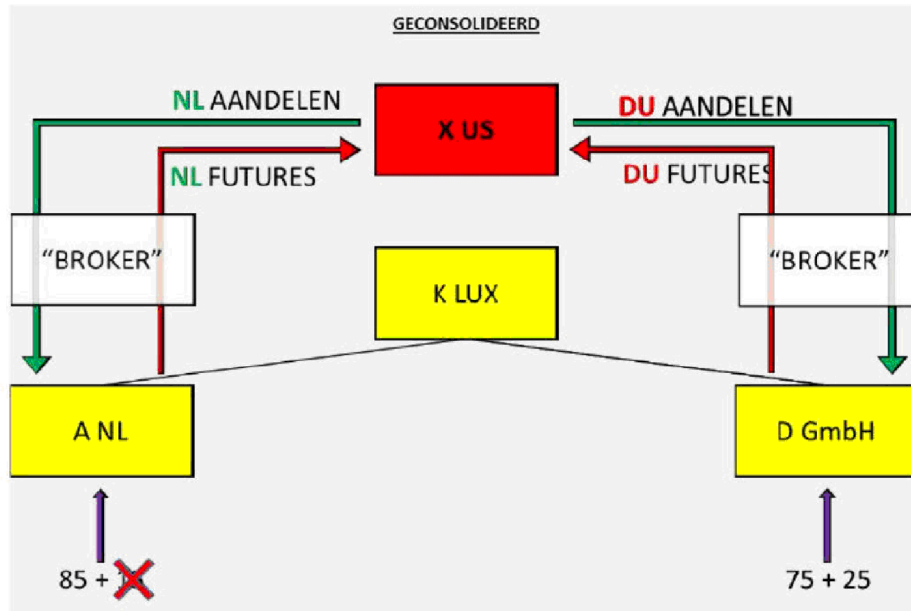 GECONSOLIDEERD
NL AANDELEN
X US
DU AANDELEN
NL FUTURES
DU FUTURES
"BROKER"
"BROKER"
K LUX
A NL
D GmbH
85 +
75 + 25